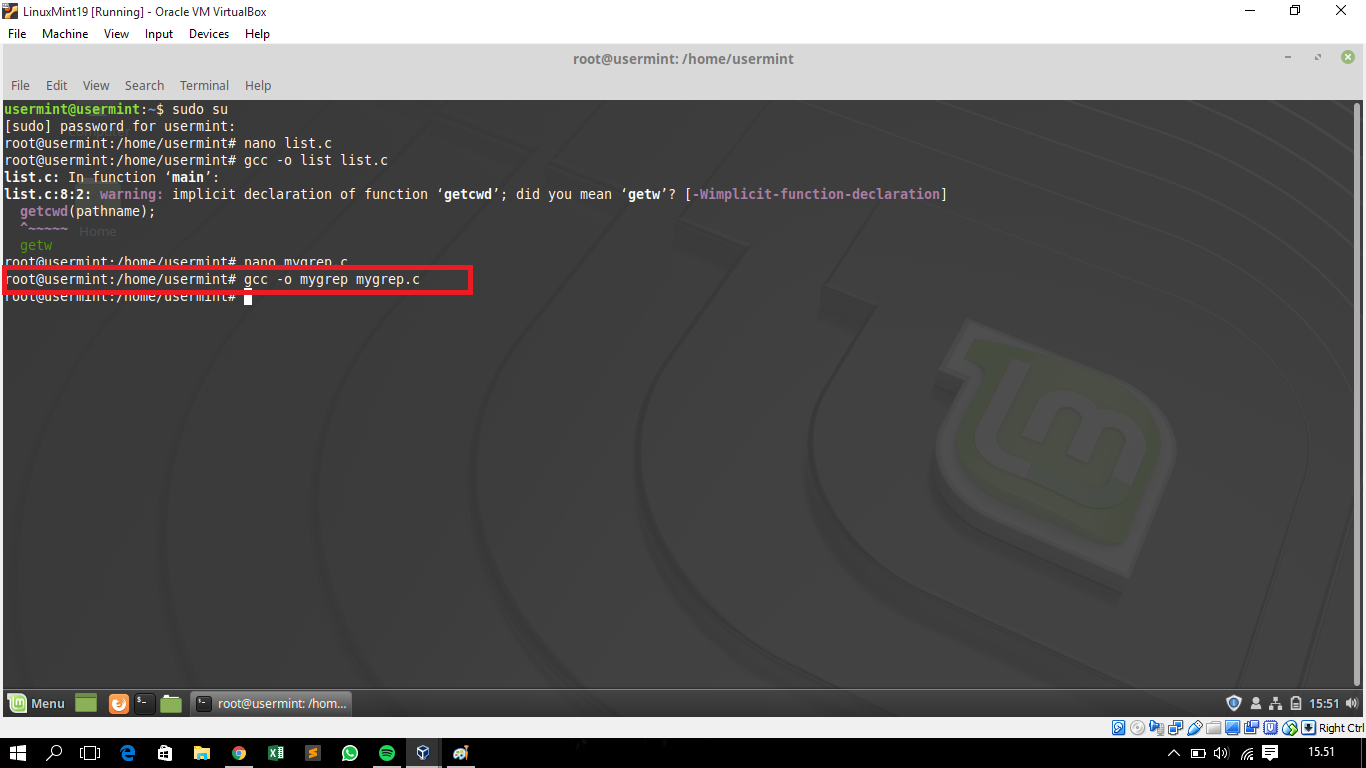 LinuxMint19 [Running] - Oracle VM VirtualBox
File Machine View Input Devices Help
root@usermint: /home/usermint
File Edit View Search Terminal Help
usermint@usermint:~$ sudo su
[sudo] password for usermint:
root@usermint:/home/usermint# nano list.c
root@usermint:/home/usermint# gcc -o list list.c
list.c: In function ‘main’:
list.c:8:2: warning: implicit declaration of function ‘getcwd’; did you mean ‘getw’? [-Wimplicit-function-declaration]
getcwd(pathname);
^~~~~~ Home
getw
root@usermint:/home/usermint# nano mygrep.c
root@usermint:/home/usermint# gcc -o mygrep mygrep.c
root@usermint:/home/usermint#
Menu root@usermint: /hom... 15:51
Right Ctrl
15.51